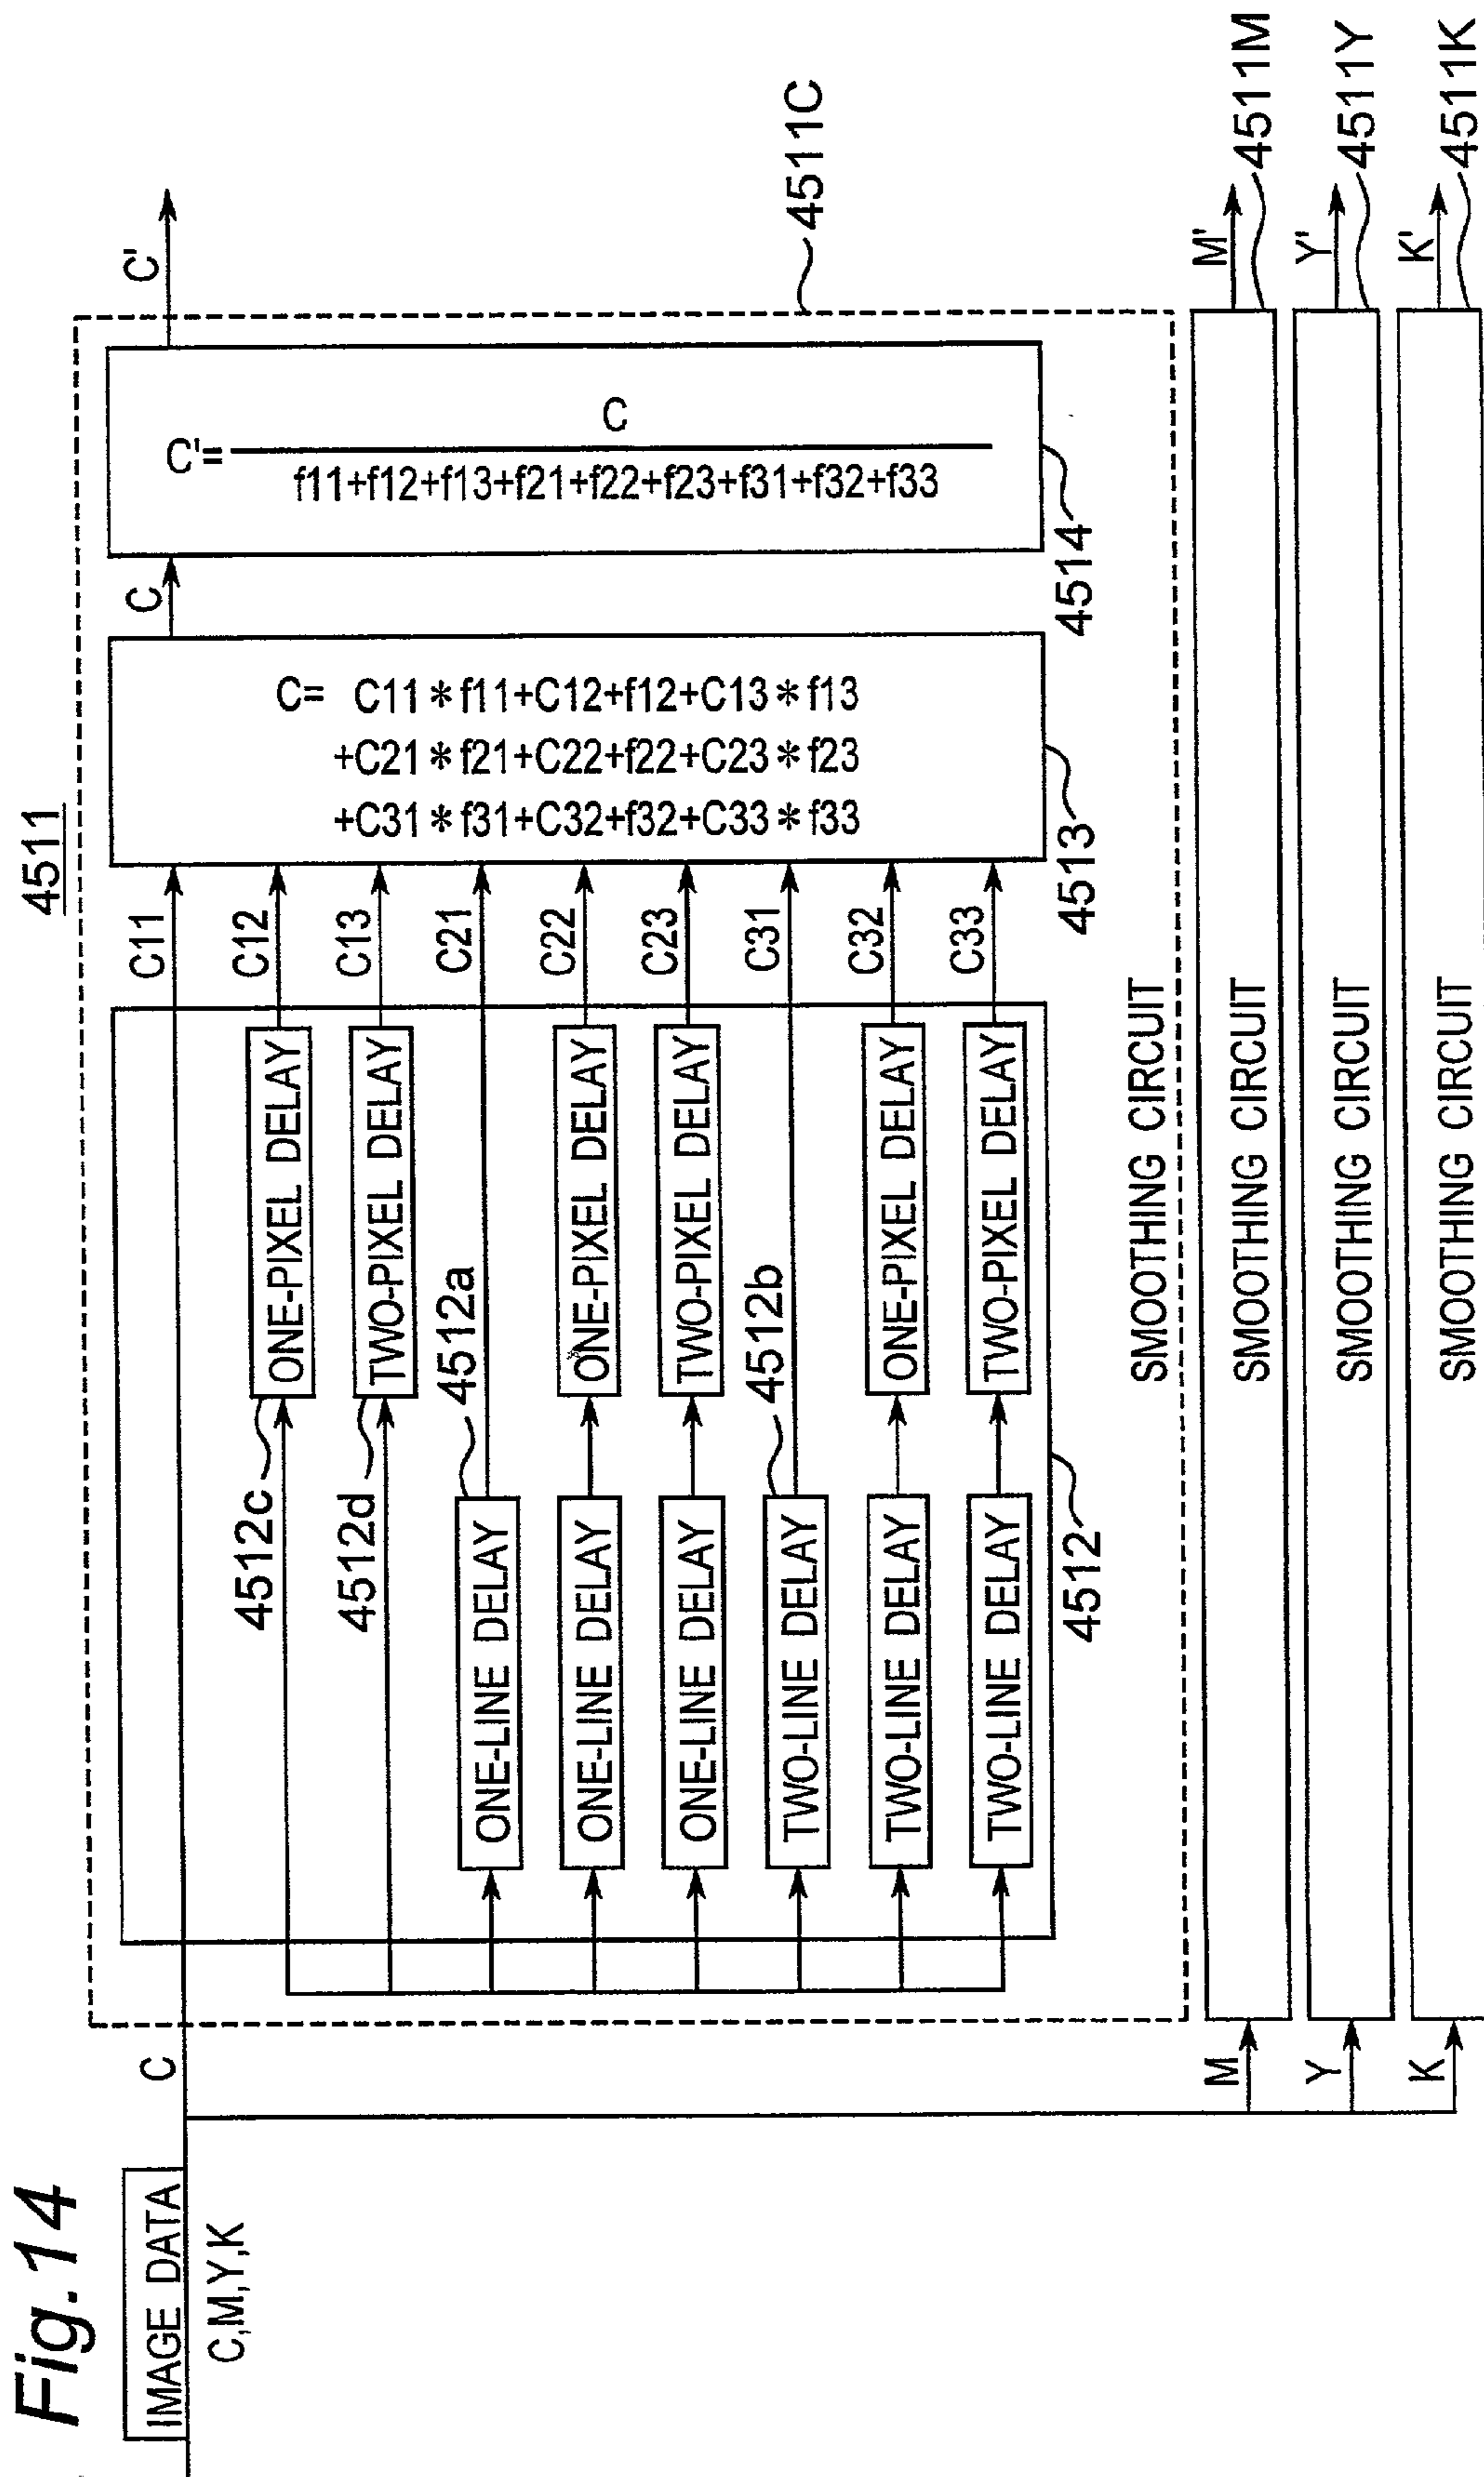 Fig.14
IMAGE DATA
C,M,Y,K
C
4511
4512c
ONE-PIXEL DELAY
4512d
TWO-PIXEL DELAY
ONE-LINE DELAY
4512a
ONE-LINE DELAY
ONE-PIXEL DELAY
ONE-LINE DELAY
TWO-PIXEL DELAY
TWO-LINE DELAY
4512b
TWO-LINE DELAY
ONE-PIXEL DELAY
TWO-LINE DELAY
TWO-PIXEL DELAY
4512
C11
C12
C13
C21
C22
C23
C31
C32
C33
C= C11*f11+C12+f12+C13*f13
+C21*f21+C22+f22+C23*f23
+C31*f31+C32+f32+C33*f33
4513
C
C
C'=
f11+f12+f13+f21+f22+f23+f31+f32+f33
4514
C'
4511C
SMOOTHING CIRCUIT
M
SMOOTHING CIRCUIT
M'
4511M
Y
SMOOTHING CIRCUIT
Y'
4511Y
K
SMOOTHING CIRCUIT
K'
4511K